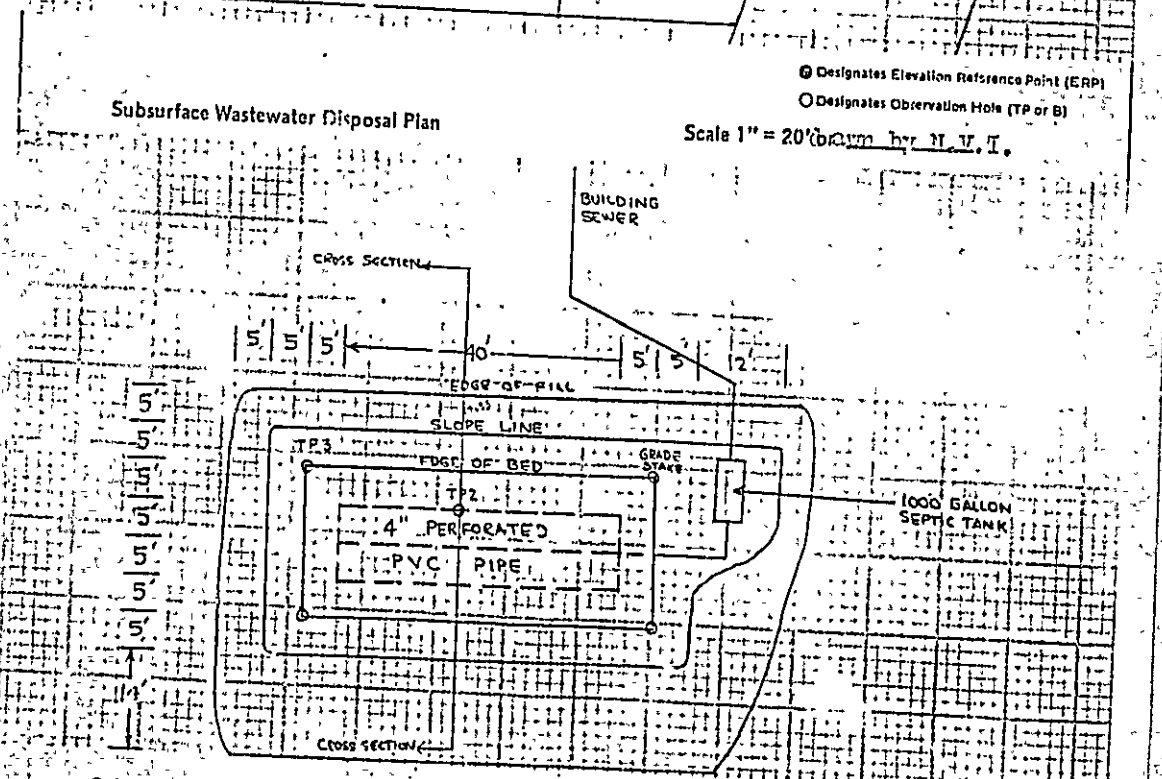 Designates Elevation Reference Point (ERP)
Designates Observation Hole (TP or B)
Subsurface Wastewater Disposal Plan
Scale 1" = 20' by N.V.T.
BUILDING
SEWER
CROSS SECTION
5' 5' 5' 40' 5' 5'
EDGE-OF-FILL
SLOPE LINE
TP3
EDGE OF BED
GRADE
STAKE
TP2
4" PERFORATED
PVC PIPE
1000 GALLON
SEPTIC TANK
5'
5'
5'
5'
5'
5'
5'
CROSS SECTION